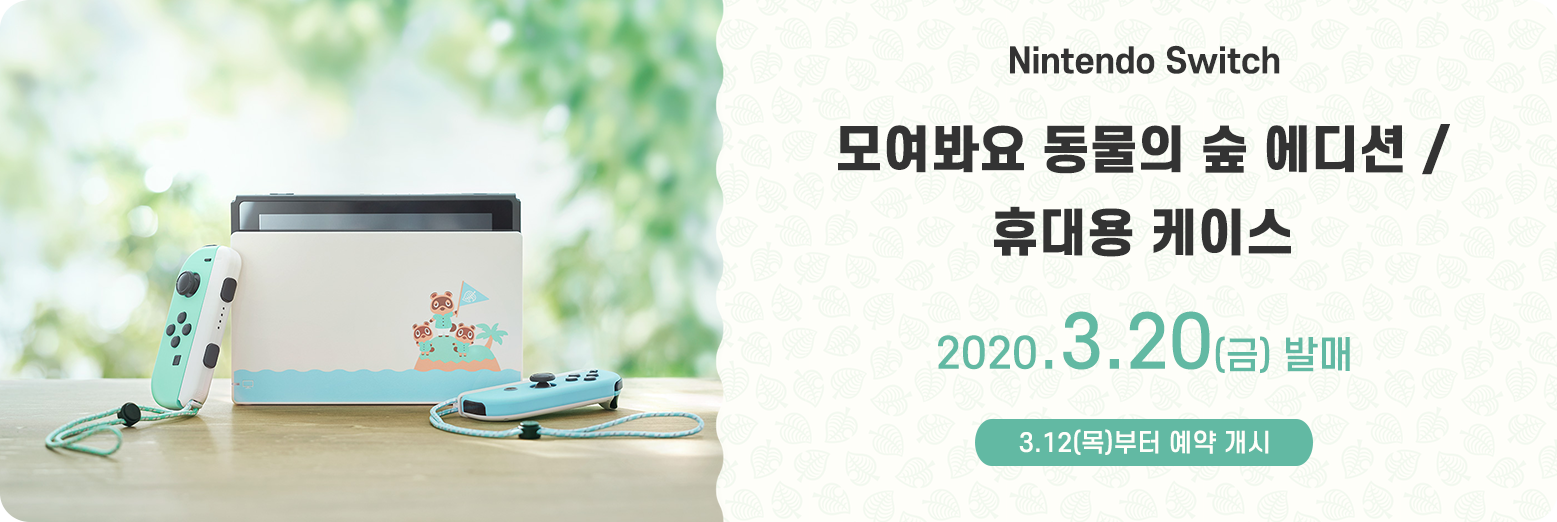 Nintendo Switch
모여봐요 동물의 숲 에디션 /
휴대용 케이스
2020.3.20(금) 발매
3.12(목)부터 예약 개시